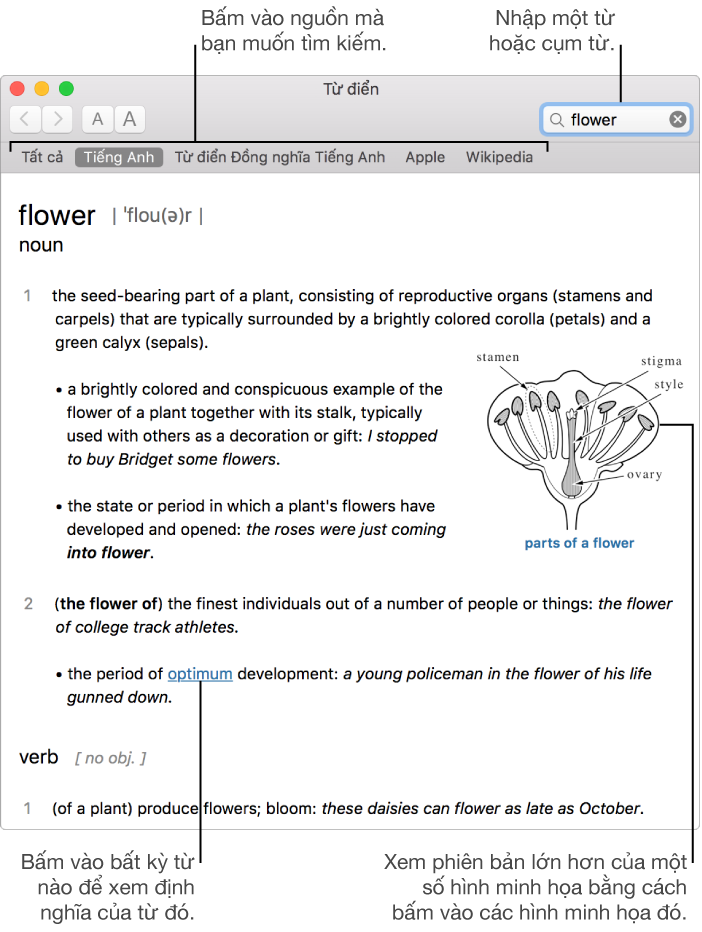 Bấm vào nguồn mà
bạn muốn tìm kiếm.
Nhập một từ
hoặc cụm từ.
Từ điển
A A
flower
Tất cả Tiếng Anh Từ điển Đồng nghĩa Tiếng Anh Apple Wikipedia
flower | ˈflou(ə)r |
noun
1 the seed-bearing part of a plant, consisting of reproductive organs (stamens and
carpels) that are typically surrounded by a brightly colored corolla (petals) and a
green calyx (sepals).
• a brightly colored and conspicuous example of the
flower of a plant together with its stalk, typically
used with others as a decoration or gift: I stopped
to buy Bridget some flowers.
• the state or period in which a plant's flowers have
developed and opened: the roses were just coming
into flower.
stamen
stigma
style
ovary
parts of a flower
2 (the flower of) the finest individuals out of a number of people or things: the flower
of college track athletes.
• the period of optimum development: a young policeman in the flower of his life
gunned down.
verb [ no obj. ]
1 (of a plant) produce flowers; bloom: these daisies can flower as late as October.
Bấm vào bất kỳ từ
nào để xem định
nghĩa của từ đó.
Xem phiên bản lớn hơn của một
số hình minh họa bằng cách
bấm vào các hình minh họa đó.